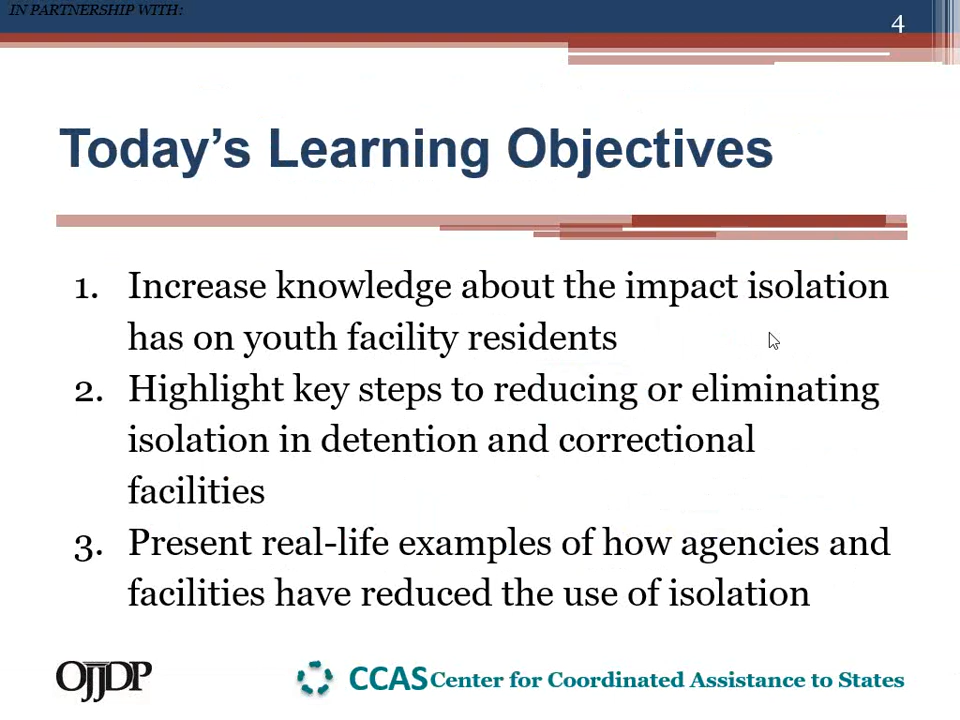 IN PARTNERSHIP WITH:
4
Today’s Learning Objectives
1. Increase knowledge about the impact isolation
has on youth facility residents
2. Highlight key steps to reducing or eliminating
isolation in detention and correctional
facilities
3. Present real-life examples of how agencies and
facilities have reduced the use of isolation
OJJDP
CCAS Center for Coordinated Assistance to States